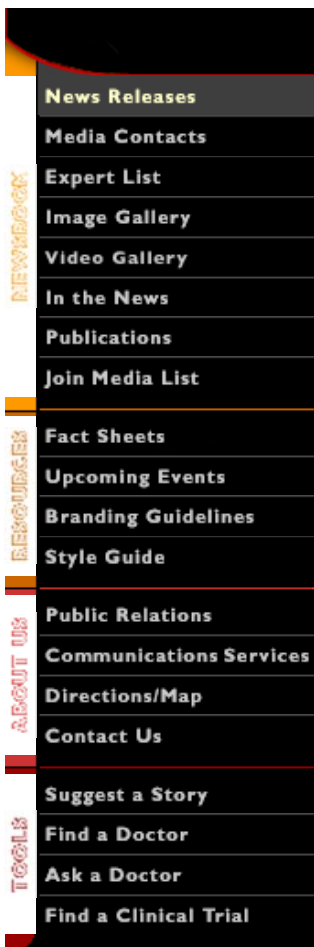 NEWSROOM
News Releases
Media Contacts
Expert List
Image Gallery
Video Gallery
In the News
Publications
Join Media List
RESOURCES
Fact Sheets
Upcoming Events
Branding Guidelines
Style Guide
ABOUT US
Public Relations
Communications Services
Directions/Map
Contact Us
TOOLS
Suggest a Story
Find a Doctor
Ask a Doctor
Find a Clinical Trial